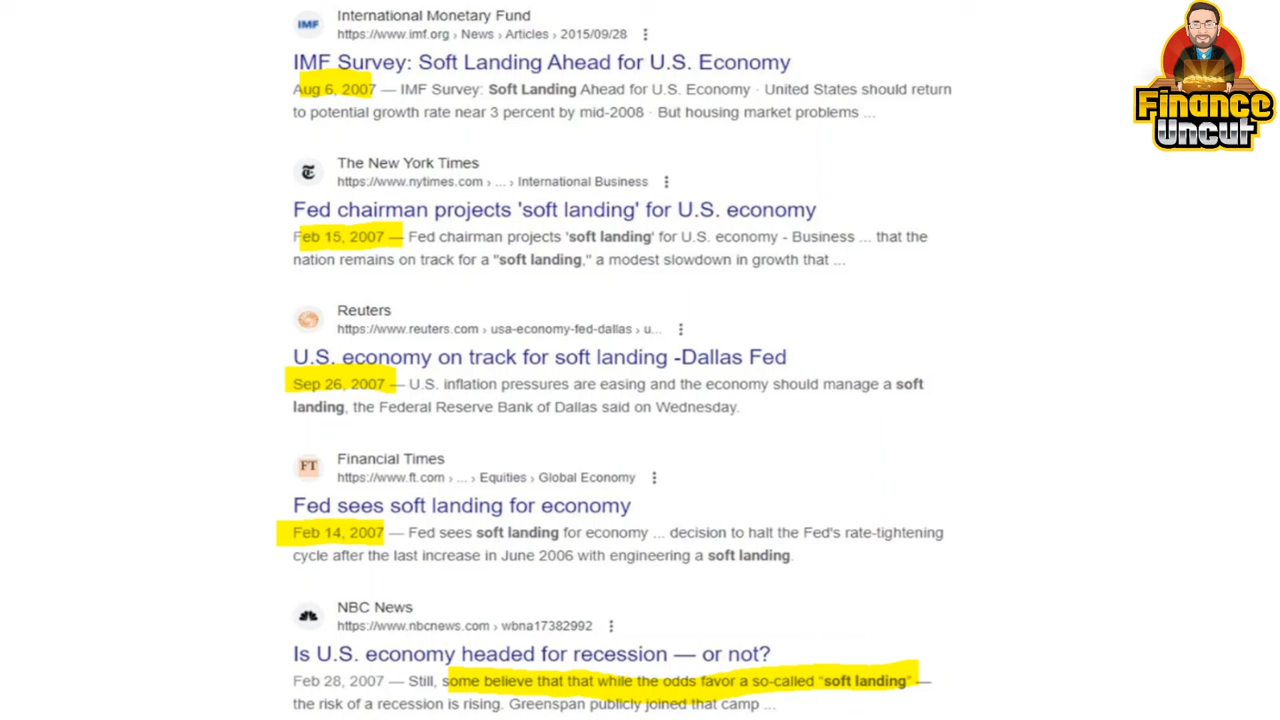 International Monetary Fund
https://www.imf.org › News › Articles › 2015/09/28
IMF Survey: Soft Landing Ahead for U.S. Economy
Aug 6, 2007 — IMF Survey: Soft Landing Ahead for U.S. Economy · United States should return
to potential growth rate near 3 percent by mid-2008 · But housing market problems ...
The New York Times
https://www.nytimes.com › ... › International Business
Fed chairman projects 'soft landing' for U.S. economy
Feb 15, 2007 — Fed chairman projects 'soft landing' for U.S. economy - Business ... that the
nation remains on track for a "soft landing," a modest slowdown in growth that ...
Reuters
https://www.reuters.com › usa-economy-fed-dallas › u...
U.S. economy on track for soft landing -Dallas Fed
Sep 26, 2007 — U.S. inflation pressures are easing and the economy should manage a soft
landing, the Federal Reserve Bank of Dallas said on Wednesday.
Financial Times
https://www.ft.com › ... › Equities › Global Economy
Fed sees soft landing for economy
Feb 14, 2007 — Fed sees soft landing for economy ... decision to halt the Fed's rate-tightening
cycle after the last increase in June 2006 with engineering a soft landing.
NBC News
https://www.nbcnews.com › wbna17382992
Is U.S. economy headed for recession — or not?
Feb 28, 2007 — Still, some believe that that while the odds favor a so-called “soft landing” —
the risk of a recession is rising. Greenspan publicly joined that camp ...
IMF
FT
Finance
Uncut